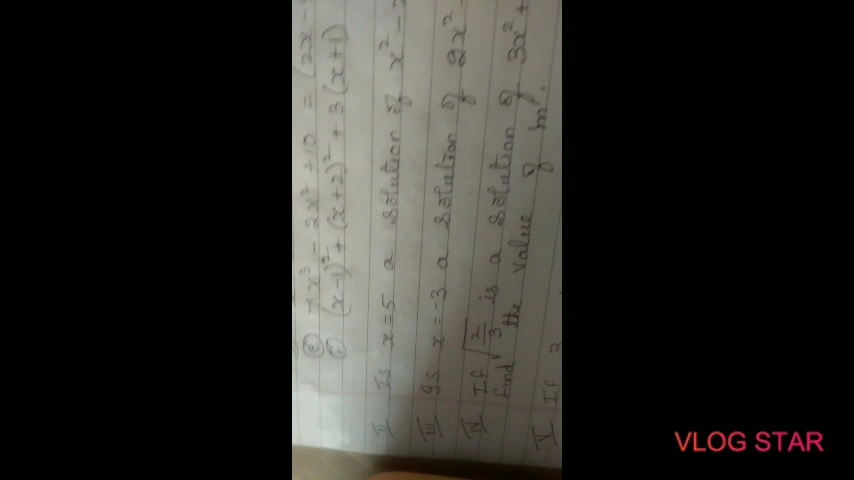 ⓔ 7x³ - 2x² + 10 = (2x -
ⓕ (x-1)² + (x+2)² + 3(x+1)
II Is x=5 a solution of x² -
III Is x=-3 a solution of 2x² -
IV If √(2/3) is a solution of 3x² +
find the value of m.
V If
VLOG STAR